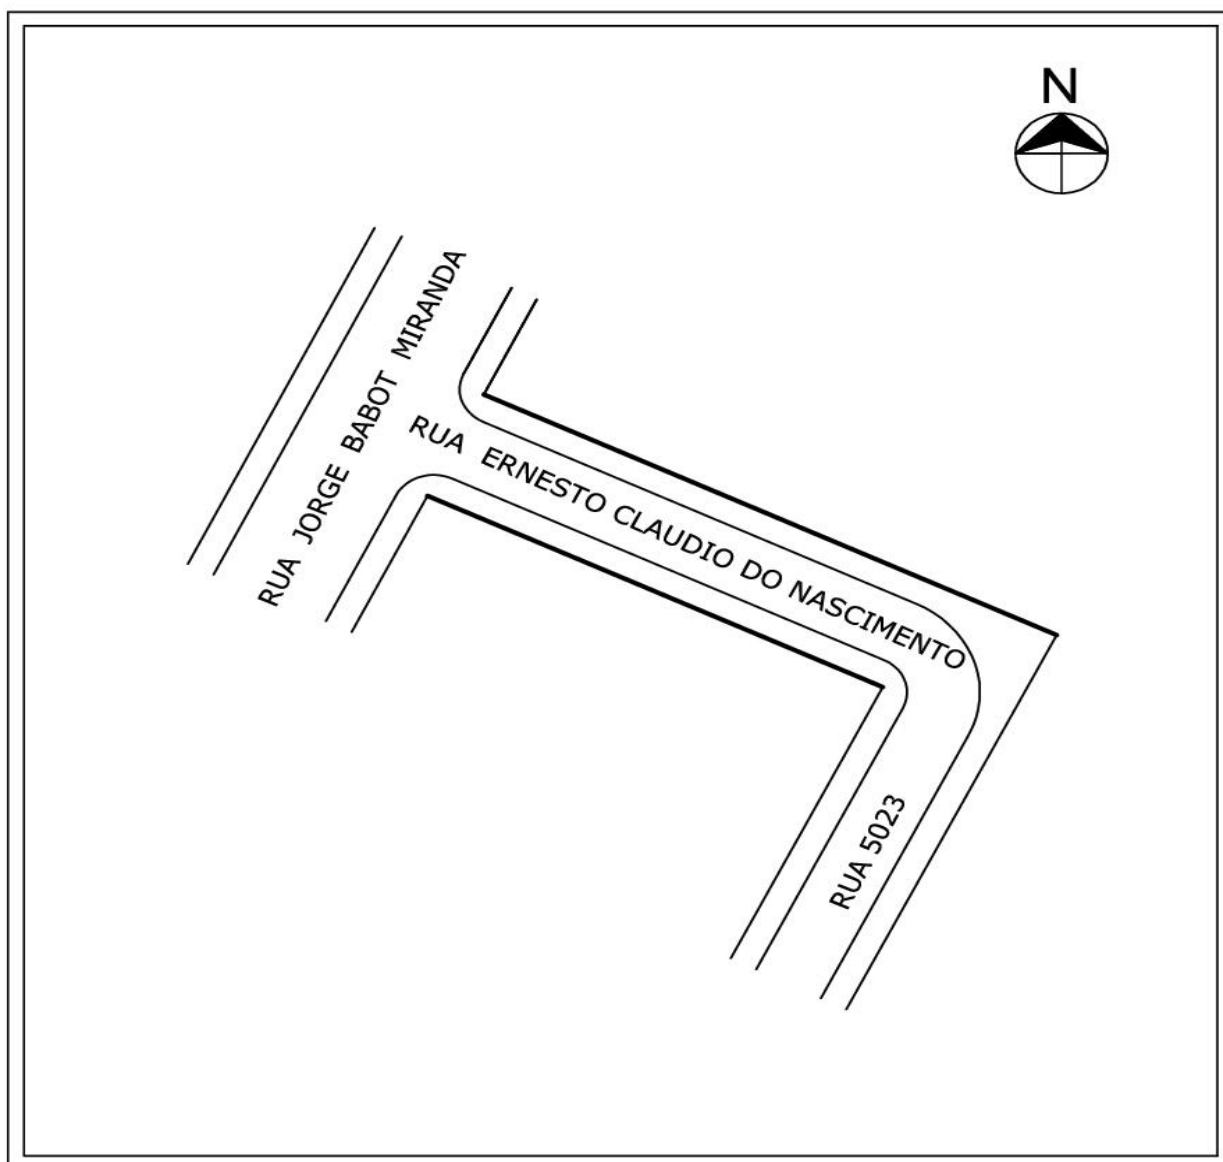 N
RUA JORGE BABOT MIRANDA
RUA ERNESTO CLAUDIO DO NASCIMENTO
RUA 5023